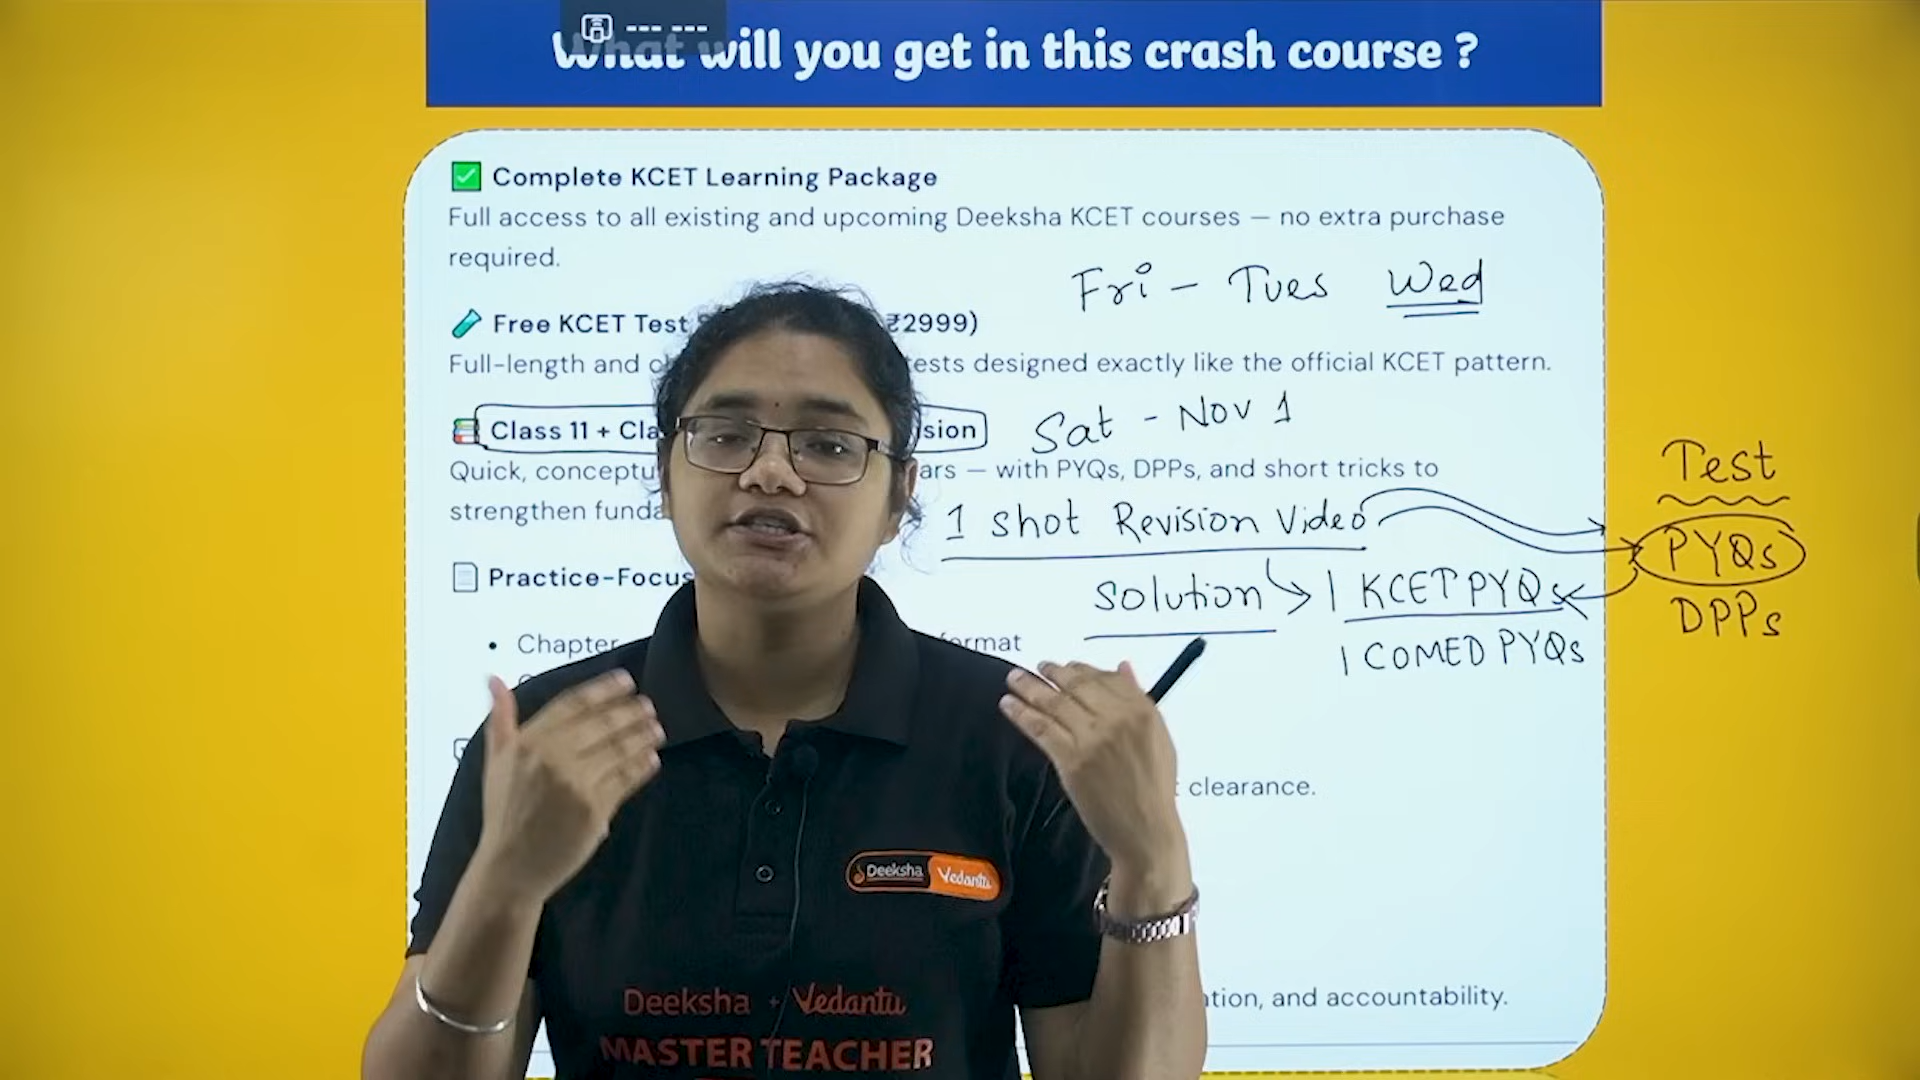 What will you get in this crash course ?
Complete KCET Learning Package
Full access to all existing and upcoming Deeksha KCET courses — no extra purchase
required.
Fri - Tues Wed
Free KCET Test ₹2999)
Full-length and tests designed exactly like the official KCET pattern.
Sat - Nov 1
Class 11 + Cla sion
Quick, conceptu ars — with PYQs, DPPs, and short tricks to
strengthen funda
1 shot Revision Video
Test
PYQs
DPPs
Practice-Focus
Solution 1 KCET PYQs
1 COMED PYQs
Chapter rmat
clearance.
Deeksha Vedantu
tion, and accountability.
Deeksha + Vedantu
MASTER TEACHER